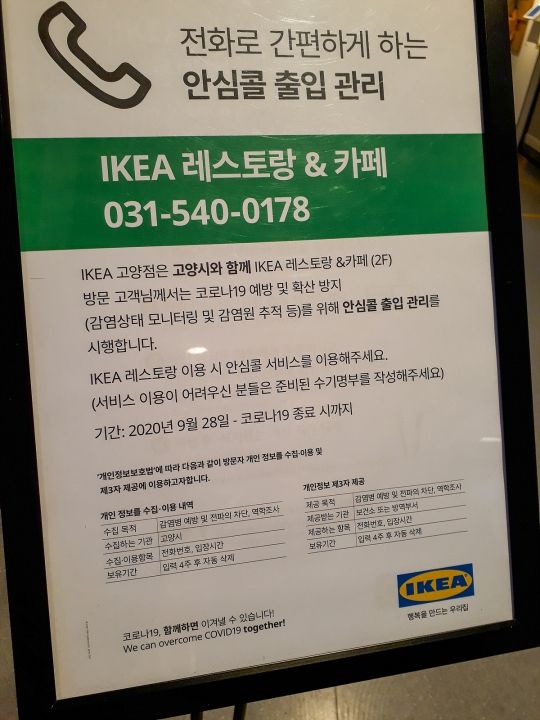 전화로 간편하게 하는
안심콜 출입 관리
IKEA 레스토랑 & 카페
031-540-0178
IKEA 고양점은 고양시와 함께 IKEA 레스토랑 &카페 (2F)
방문 고객님께서는 코로나19 예방 및 확산 방지
(감염상태 모니터링 및 감염원 추적 등)를 위해 안심콜 출입 관리를
시행합니다.
IKEA 레스토랑 이용 시 안심콜 서비스를 이용해주세요.
(서비스 이용이 어려우신 분들은 준비된 수기명부를 작성해주세요)
기간: 2020년 9월 28일 - 코로나19 종료 시까지
'개인정보보호법'에 따라 다음과 같이 방문자 개인 정보를 수집·이용 및
제3자 제공에 이용하고자합니다.
개인 정보를 수집·이용 내역
수집 목적 감염병 예방 및 전파의 차단, 역학조사
수집하는 기관 고양시
수집·이용항목 전화번호, 입장시간
보유기간 입력 4주 후 자동 삭제
개인정보 제3자 제공
제공 목적 감염병 예방 및 전파의 차단, 역학조사
제공받는 기관 보건소 또는 방역부서
제공하는 항목 전화번호, 입장시간
보유기간 입력 4주 후 자동 삭제
IKEA
행복을 만드는 우리집
코로나19, 함께하면 이겨낼 수 있습니다!
We can overcome COVID19 together!